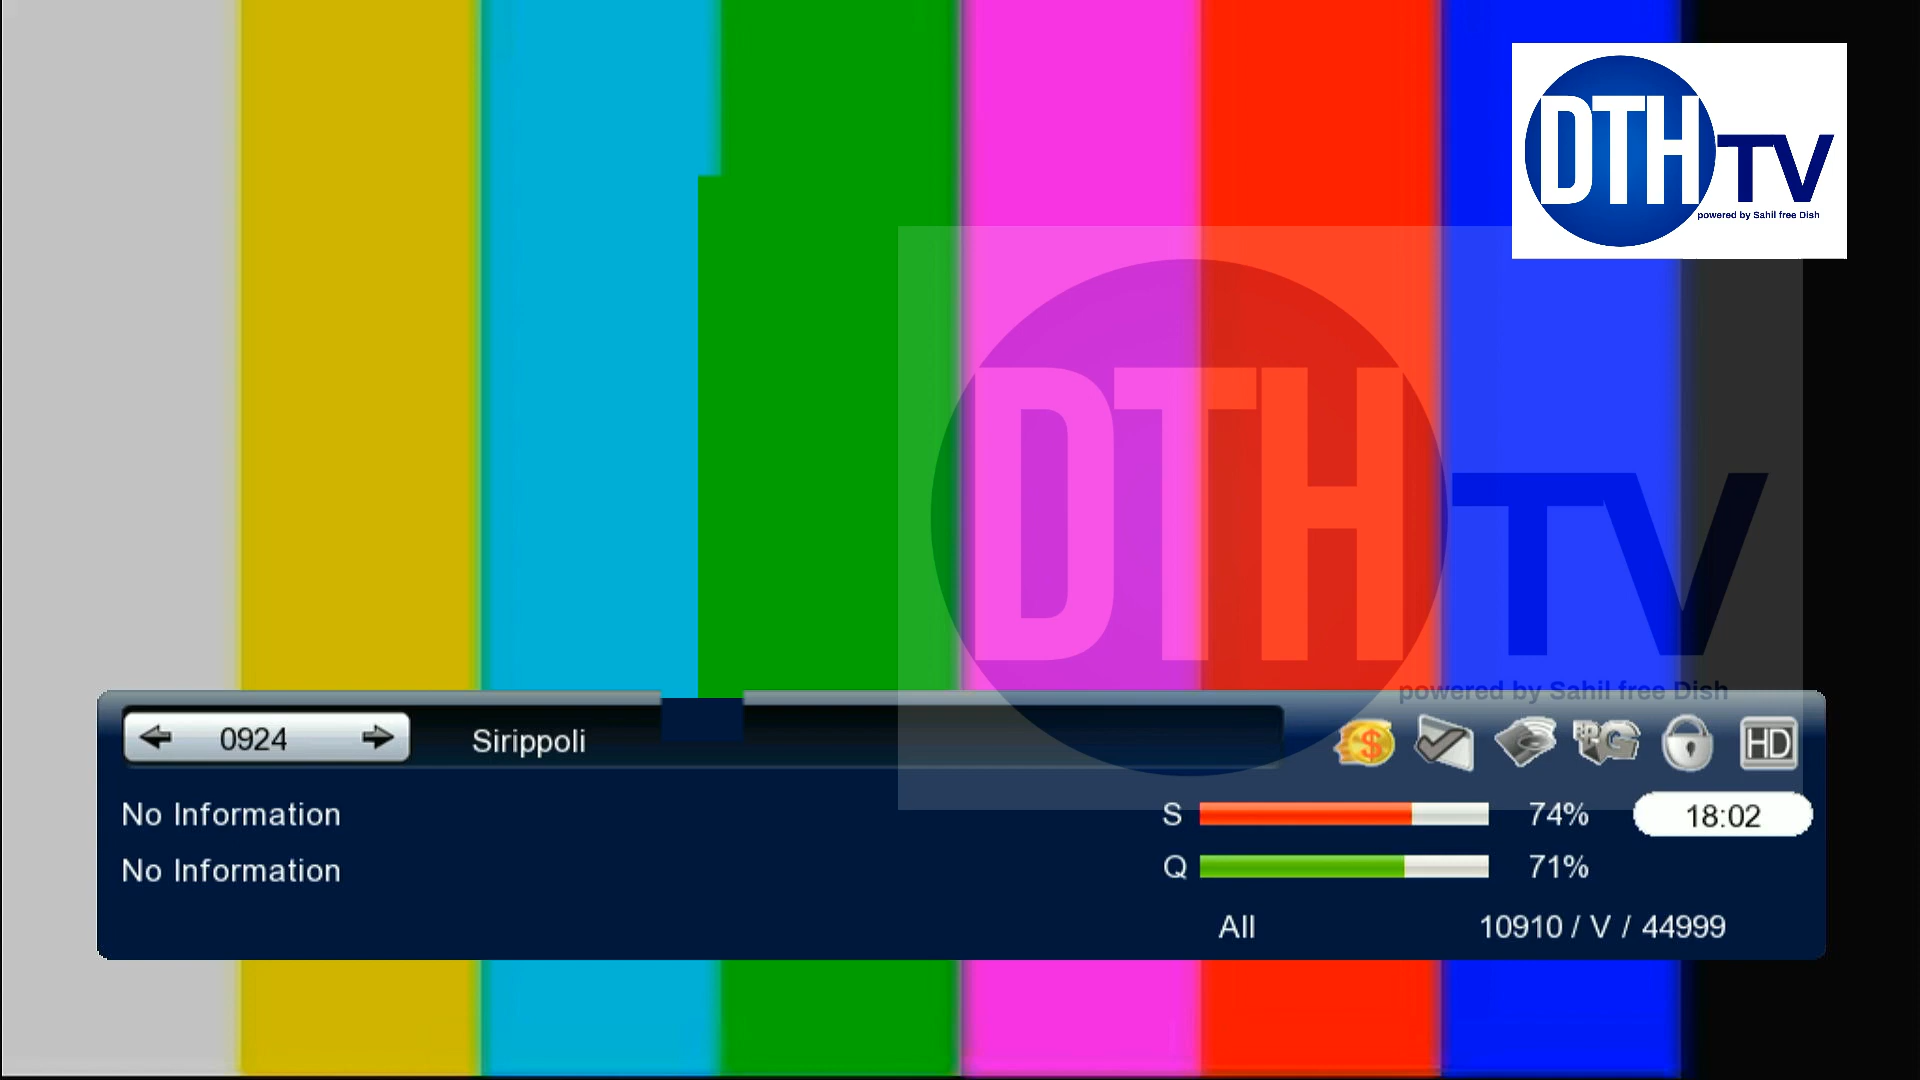 DTH TV
powered by Sahil free Dish
DTH TV
powered by Sahil free Dish
0924 Sirippoli
$ HD
No Information
S 74% 18:02
No Information
Q 71%
All 10910 / V / 44999